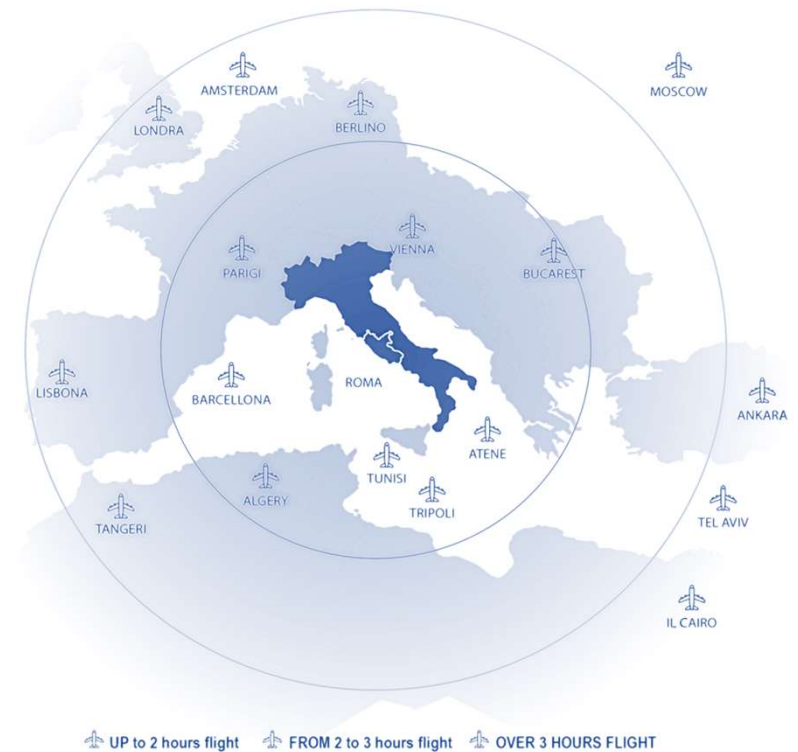 AMSTERDAM
MOSCOW
LONDRA
BERLINO
VIENNA
PARIGI
BUCAREST
ROMA
LISBONA
BARCELLONA
ANKARA
ATENE
TUNISI
ALGERY
TRIPOLI
TANGERI
TEL AVIV
IL CAIRO
UP to 2 hours flight FROM 2 to 3 hours flight OVER 3 HOURS FLIGHT